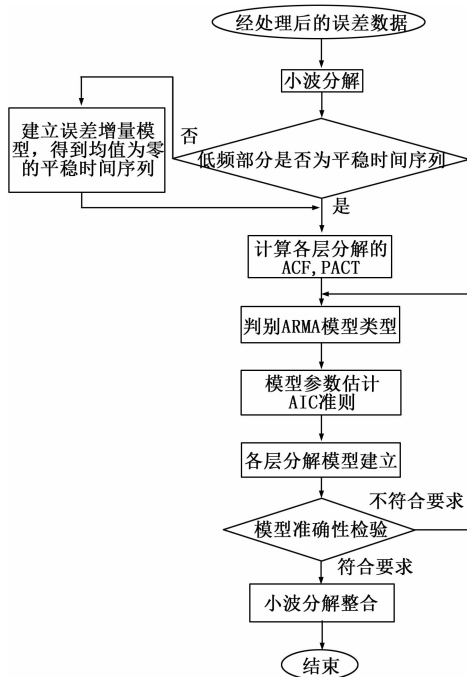 经处理后的误差数据
小波分解
否
建立误差增量模
型,得到均值为零
的平稳时间序列
低频部分是否为平稳时间序列
是
计算各层分解的
ACF,PACT
判别ARMA模型类型
模型参数估计
AIC准则
各层分解模型建立
不符合要求
模型准确性检验
符合要求
小波分解整合
结束